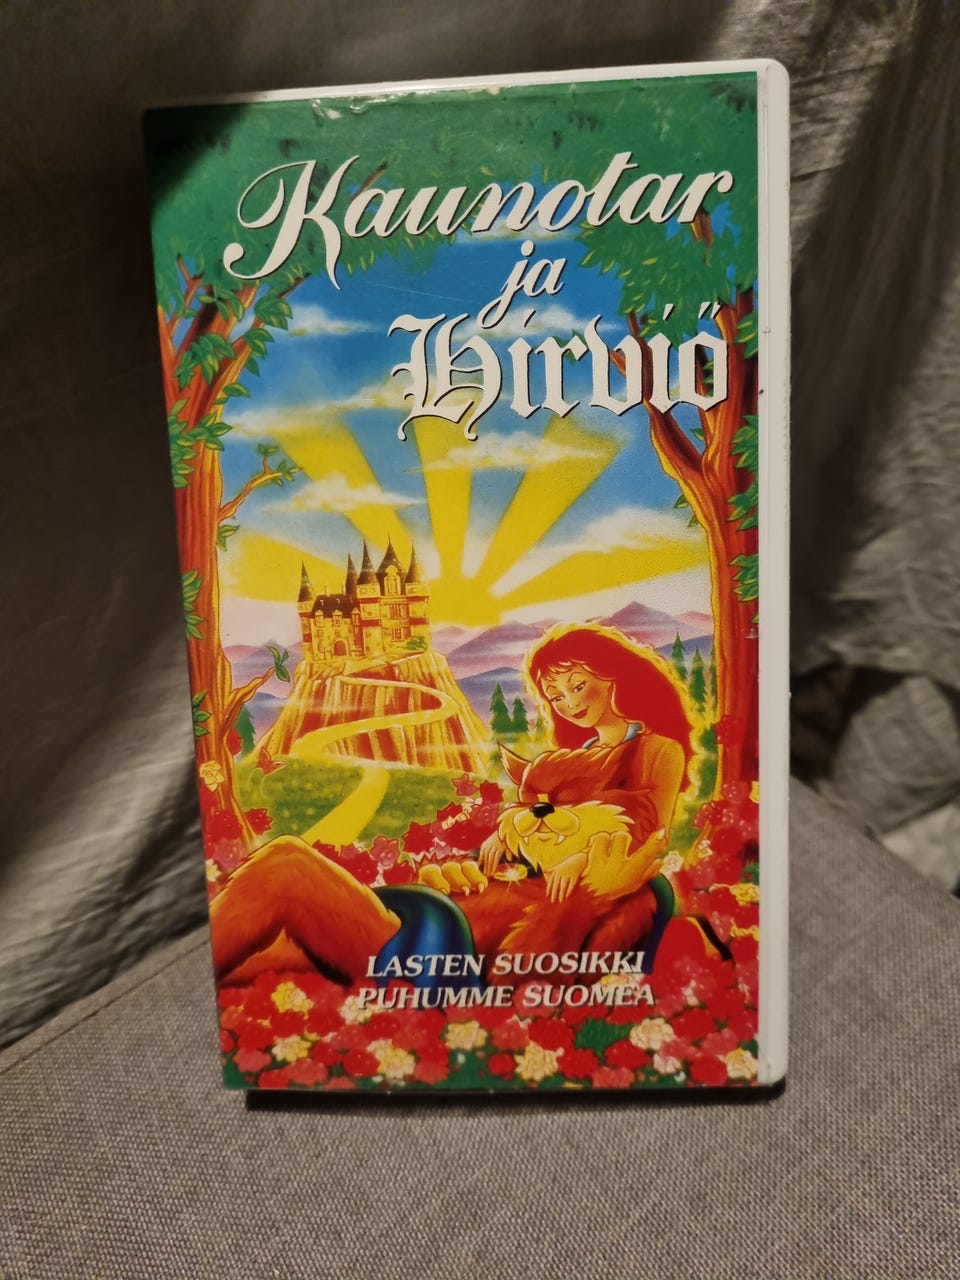 Kaunotar
ja
Hirviö
LASTEN SUOSIKKI
PUHUMME SUOMEA